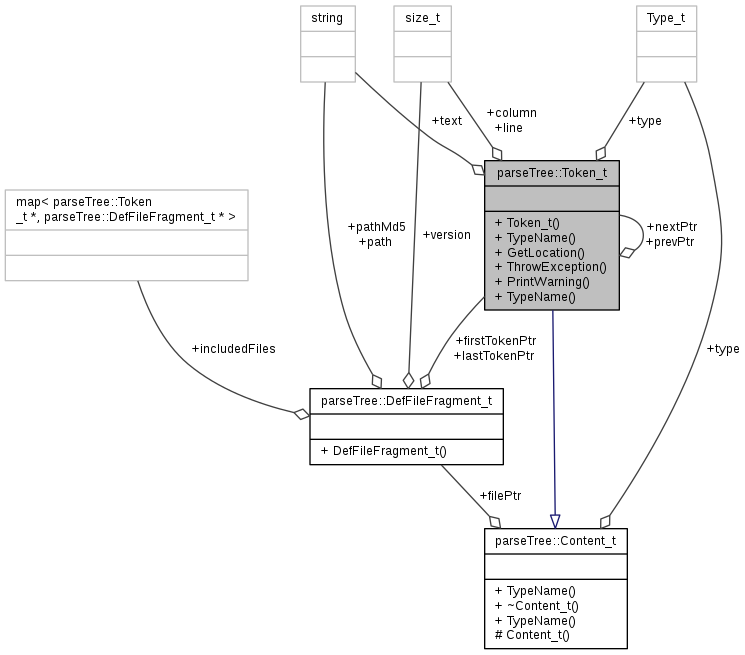 string
size_t
Type_t
+column
+line
+text
+type
parseTree::Token_t
+ Token_t()
+ TypeName()
+ GetLocation()
+ ThrowException()
+ PrintWarning()
+ TypeName()
map< parseTree::Token
_t *, parseTree::DefFileFragment_t * >
+pathMd5
+path
+version
+nextPtr
+prevPtr
+includedFiles
+firstTokenPtr
+lastTokenPtr
+type
parseTree::DefFileFragment_t
+ DefFileFragment_t()
+filePtr
parseTree::Content_t
+ TypeName()
+ ~Content_t()
+ TypeName()
# Content_t()